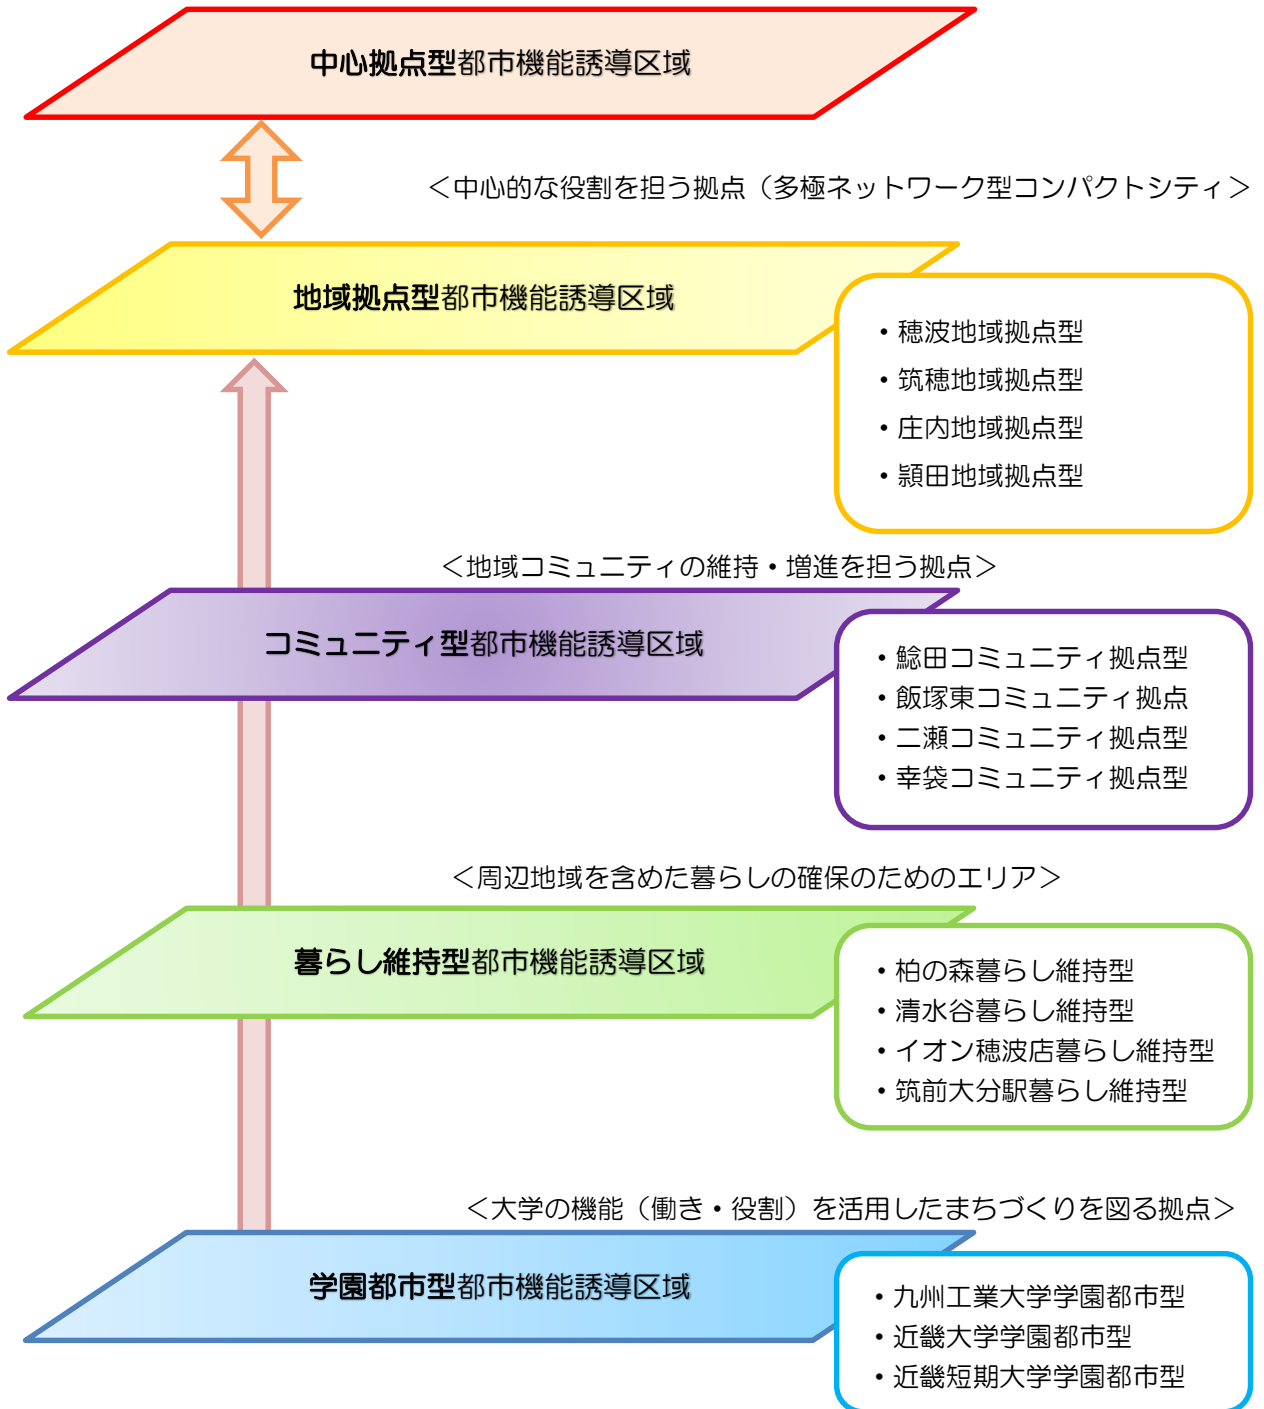 中心拠点型都市機能誘導区域
＜中心的な役割を担う拠点（多極ネットワーク型コンパクトシティ＞
地域拠点型都市機能誘導区域
・穂波地域拠点型
・筑穂地域拠点型
・庄内地域拠点型
・頴田地域拠点型
＜地域コミュニティの維持・増進を担う拠点＞
コミュニティ型都市機能誘導区域
・鯰田コミュニティ拠点型
・飯塚東コミュニティ拠点
・二瀬コミュニティ拠点型
・幸袋コミュニティ拠点型
＜周辺地域を含めた暮らしの確保のためのエリア＞
暮らし維持型都市機能誘導区域
・柏の森暮らし維持型
・清水谷暮らし維持型
・イオン穂波店暮らし維持型
・筑前大分駅暮らし維持型
＜大学の機能（働き・役割）を活用したまちづくりを図る拠点＞
学園都市型都市機能誘導区域
・九州工業大学学園都市型
・近畿大学学園都市型
・近畿短期大学学園都市型